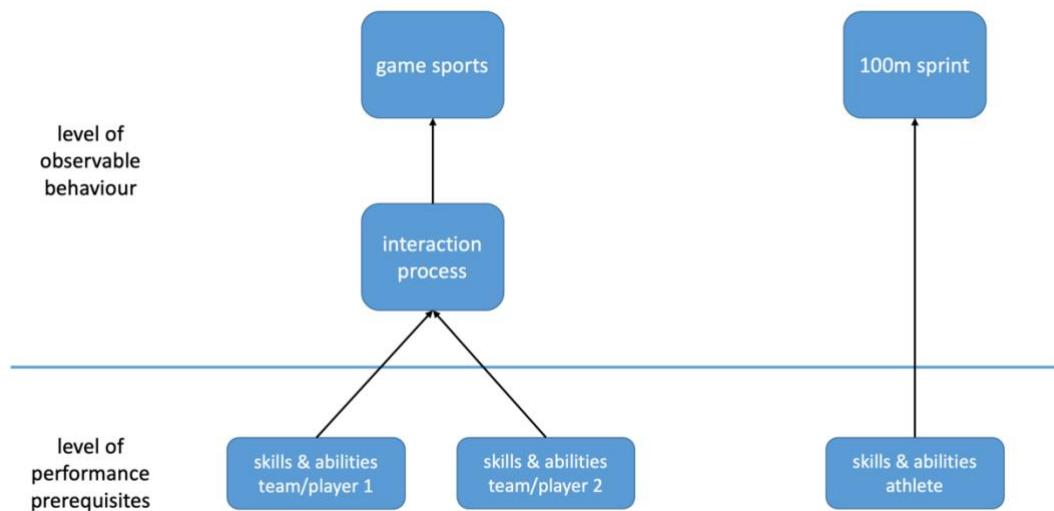 game sports
100m sprint
level of
observable
behaviour
interaction
process
level of
performance
prerequisites
skills & abilities
team/player 1
skills & abilities
team/player 2
skills & abilities
athlete